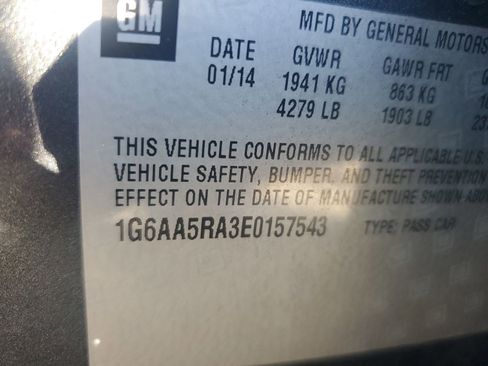 GM
MFD BY GENERAL MOTORS
DATE GVWR GAWR FRT
01/14 1941 KG 863 KG
4279 LB 1903 LB
THIS VEHICLE CONFORMS TO ALL APPLICABLE U.S.
VEHICLE SAFETY, BUMPER, AND THEFT PREVENTION
EFFECT ON THE DATE OF MANUFACTURE SHOWN ABOV
1G6AA5RA3E0157543 TYPE: PASS CAR